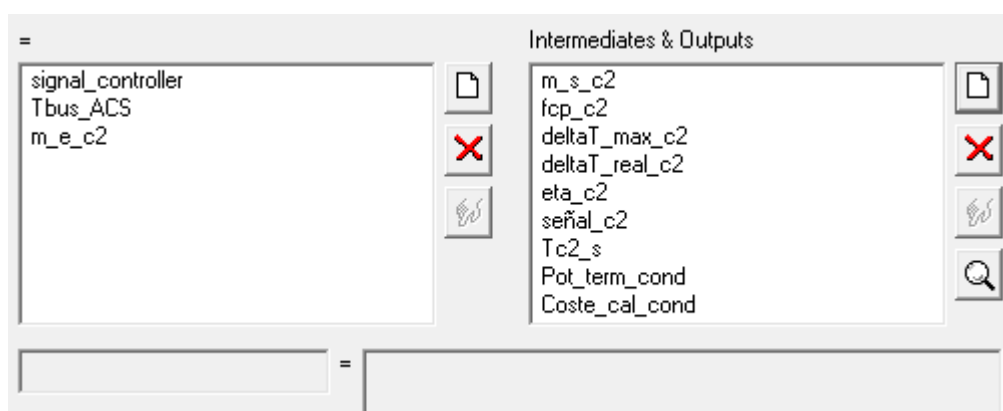 =
Intermediates & Outputs
signal_controller
Tbus_ACS
m_e_c2
m_s_c2
fcp_c2
deltaT_max_c2
deltaT_real_c2
eta_c2
señal_c2
Tc2_s
Pot_term_cond
Coste_cal_cond
=